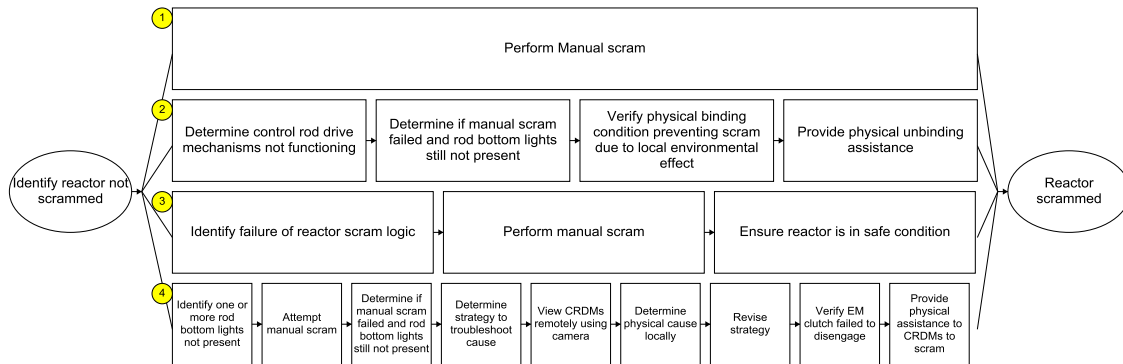 Identify reactor not
scrammed
1
Perform Manual scram
2
Determine control rod drive
mechanisms not functioning
Determine if manual scram
failed and rod bottom lights
still not present
Verify physical binding
condition preventing scram
due to local environmental
effect
Provide physical unbinding
assistance
3
Identify failure of reactor scram logic
Perform manual scram
Ensure reactor is in safe condition
4
Identify one or
more rod
bottom lights
not present
Attempt
manual scram
Determine if
manual scram
failed and rod
bottom lights
still not present
Determine
strategy to
troubleshoot
cause
View CRDMs
remotely using
camera
Determine
physical cause
locally
Revise
strategy
Verify EM
clutch failed to
disengage
Provide
physical
assistance to
CRDMs to
scram
Reactor
scrammed